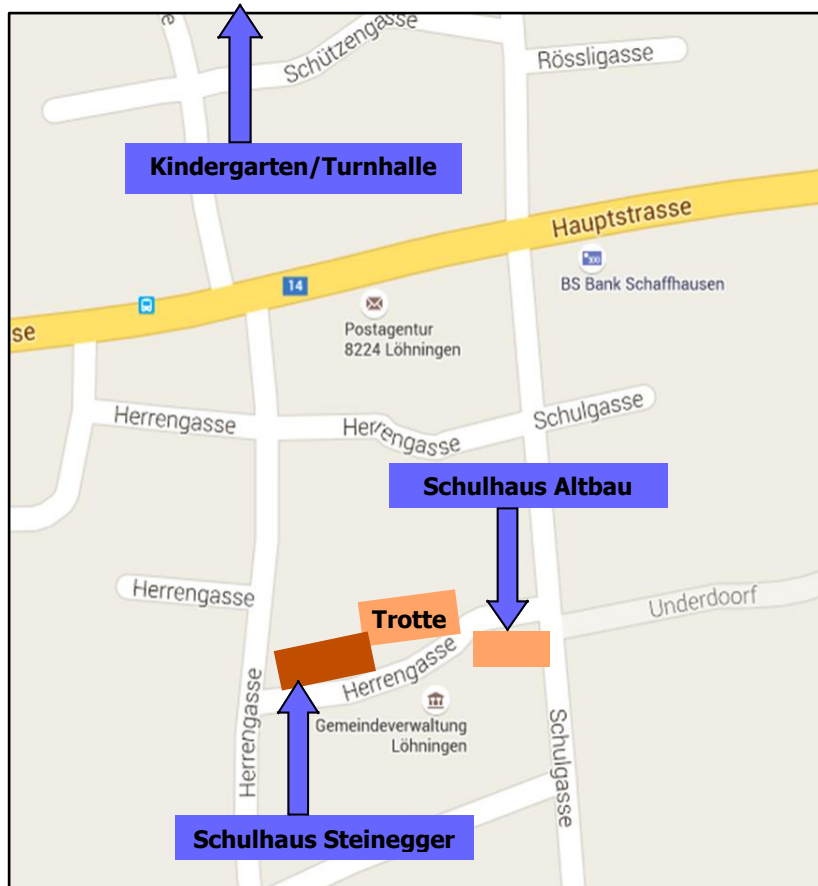 e
Schützengasse
Rössligasse
Kindergarten/Turnhalle
Hauptstrasse
BS Bank Schaffhausen
14
Postagentur
8224 Löhningen
se
Herrengasse
Herrengasse
Schulgasse
Schulhaus Altbau
Herrengasse
Trotte
Underdoorf
Herrengasse
Herrengasse
Gemeindeverwaltung
Löhningen
Schulgasse
Schulhaus Steinegger